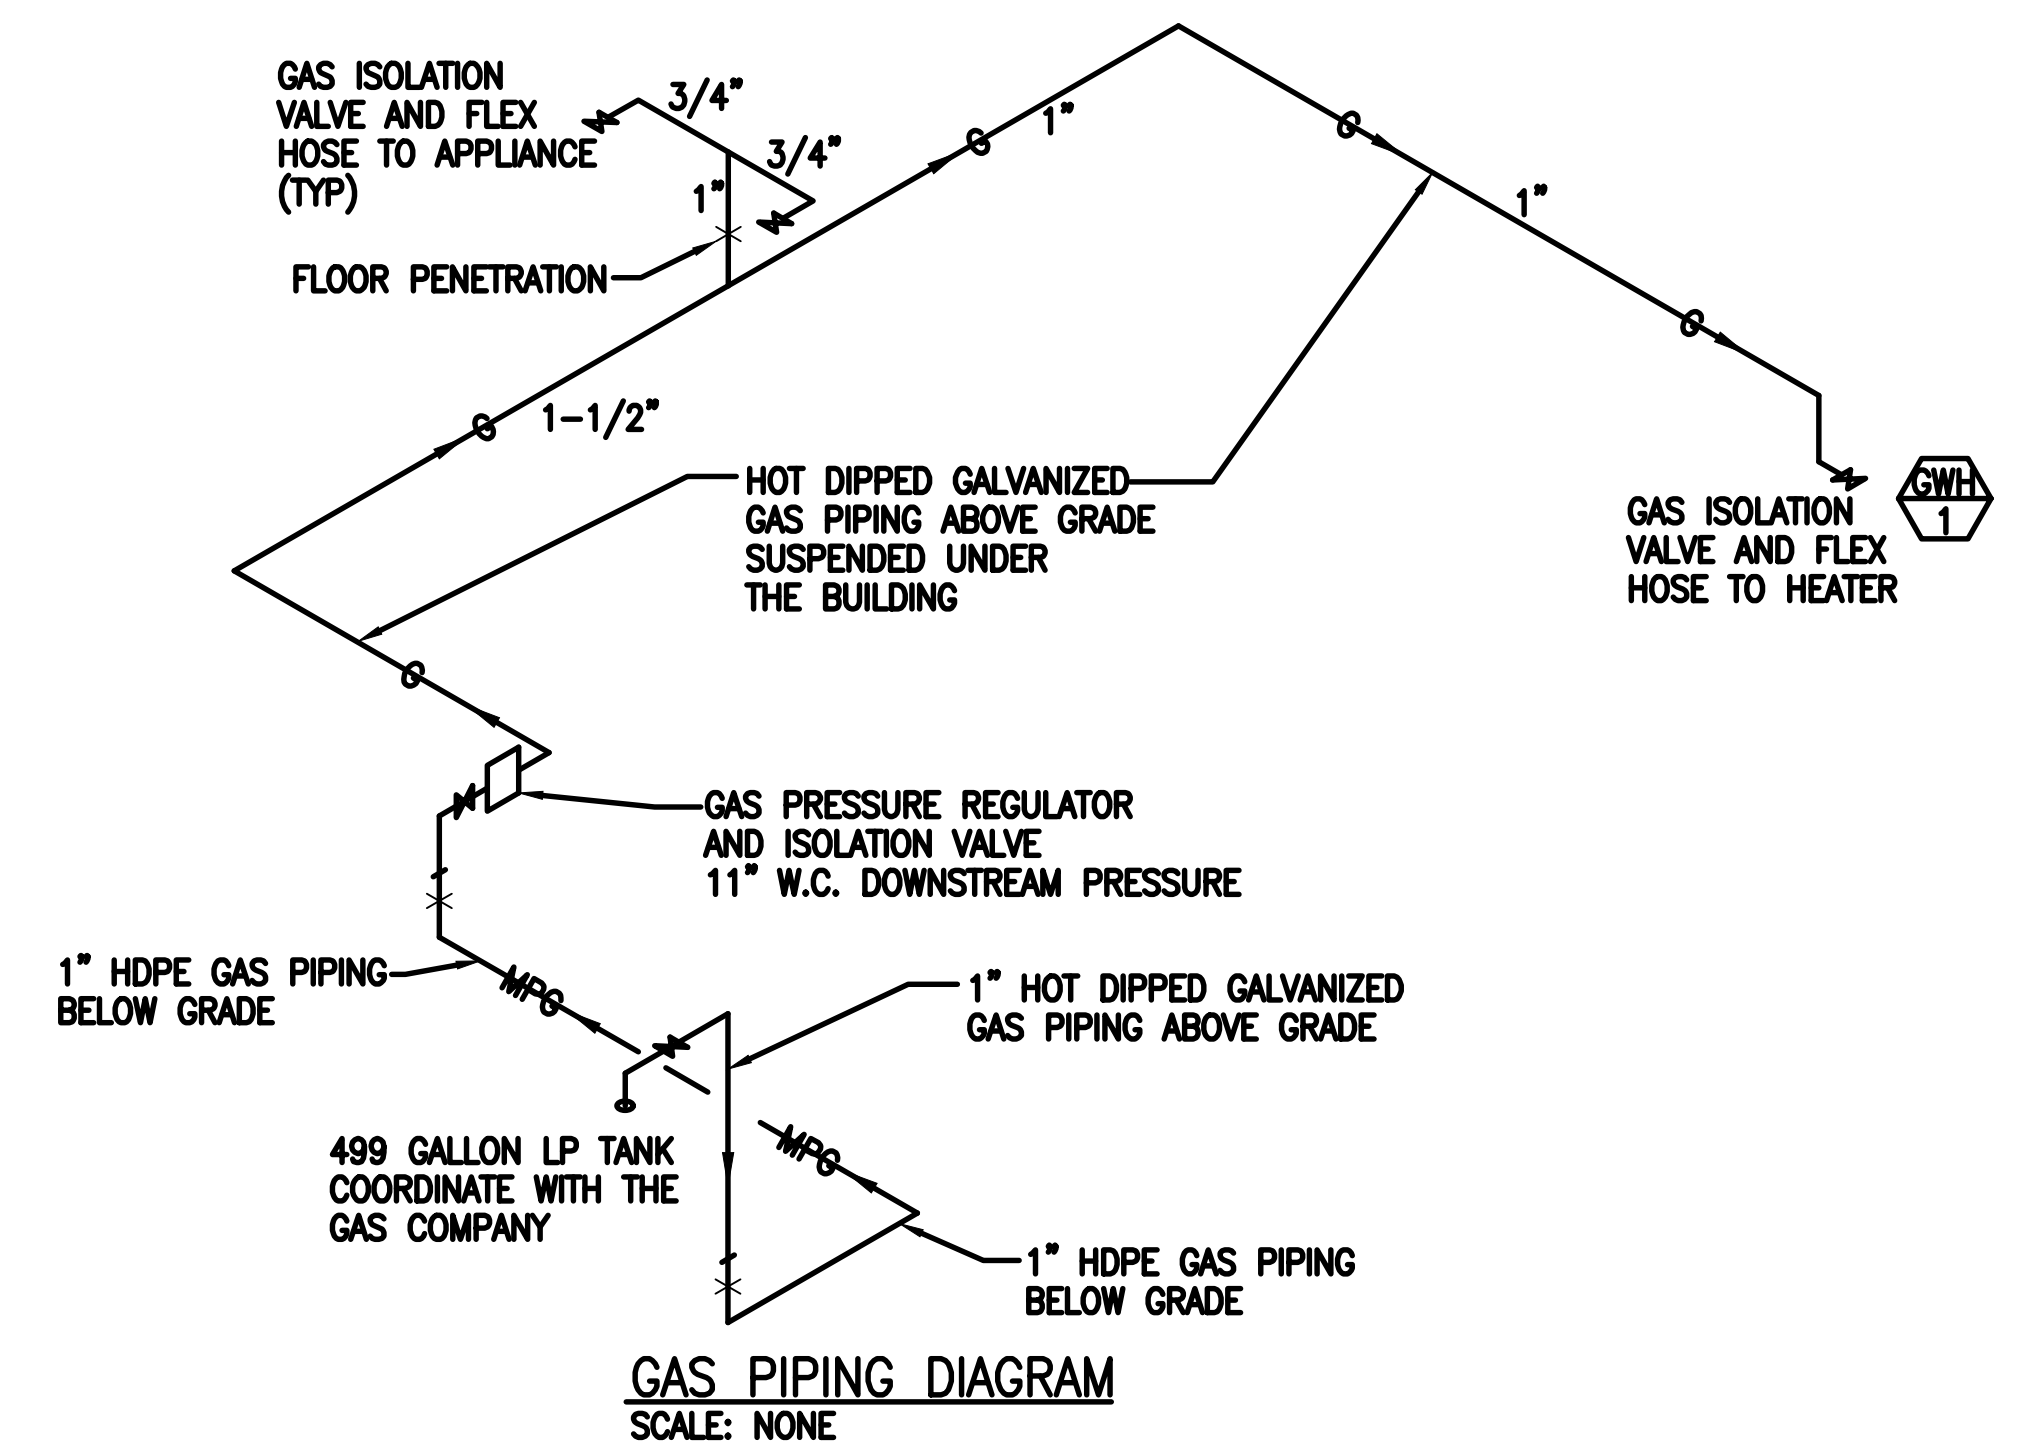 GAS ISOLATION
VALVE AND FLEX
HOSE TO APPLIANCE
(TYP)
3/4"
3/4"
1"
FLOOR PENETRATION
G
1"
G
1"
G
G
1-1/2"
HOT DIPPED GALVANIZED
GAS PIPING ABOVE GRADE
SUSPENDED UNDER
THE BUILDING
GWH
1
GAS ISOLATION
VALVE AND FLEX
HOSE TO HEATER
G
GAS PRESSURE REGULATOR
AND ISOLATION VALVE
11" W.C. DOWNSTREAM PRESSURE
1" HDPE GAS PIPING
BELOW GRADE
MPG
1" HOT DIPPED GALVANIZED
GAS PIPING ABOVE GRADE
499 GALLON LP TANK
COORDINATE WITH THE
GAS COMPANY
MPG
1" HDPE GAS PIPING
BELOW GRADE
GAS PIPING DIAGRAM
SCALE: NONE